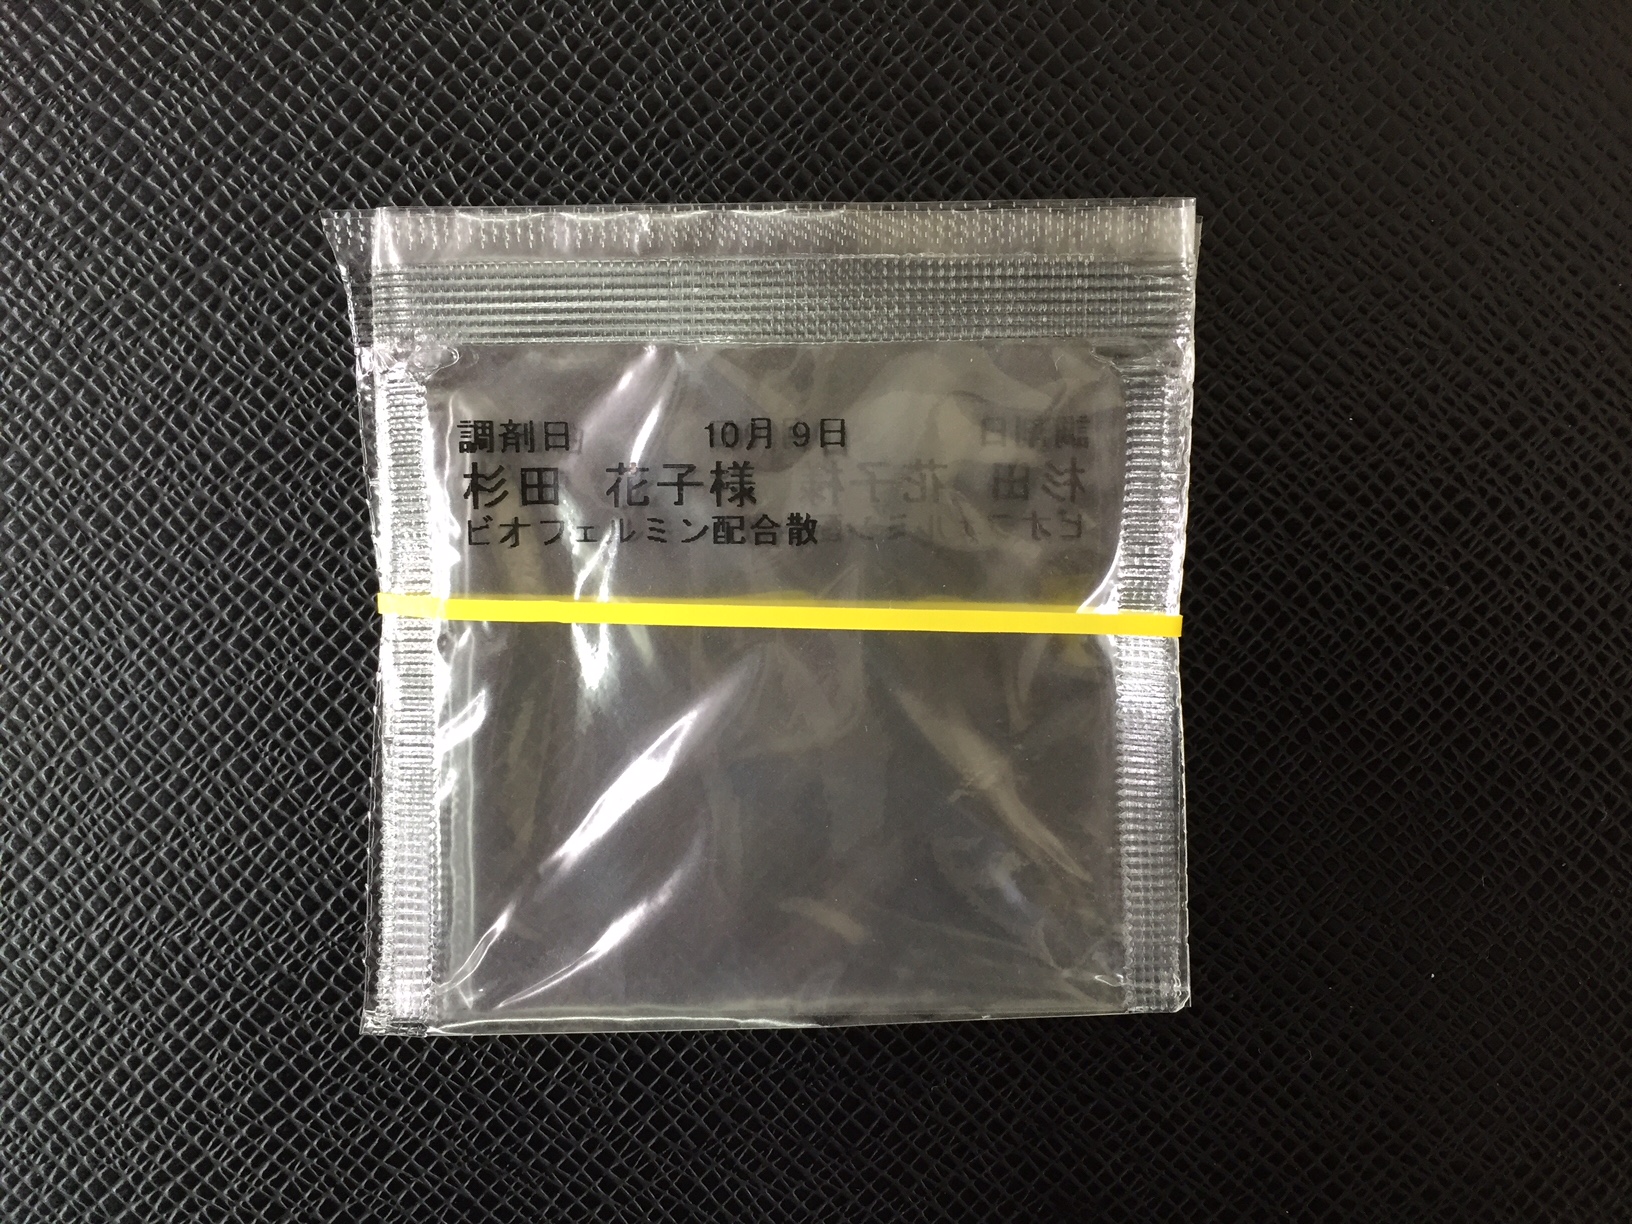 調剤日 10月 9日
杉田 花子様
ビオフェルミン配合散